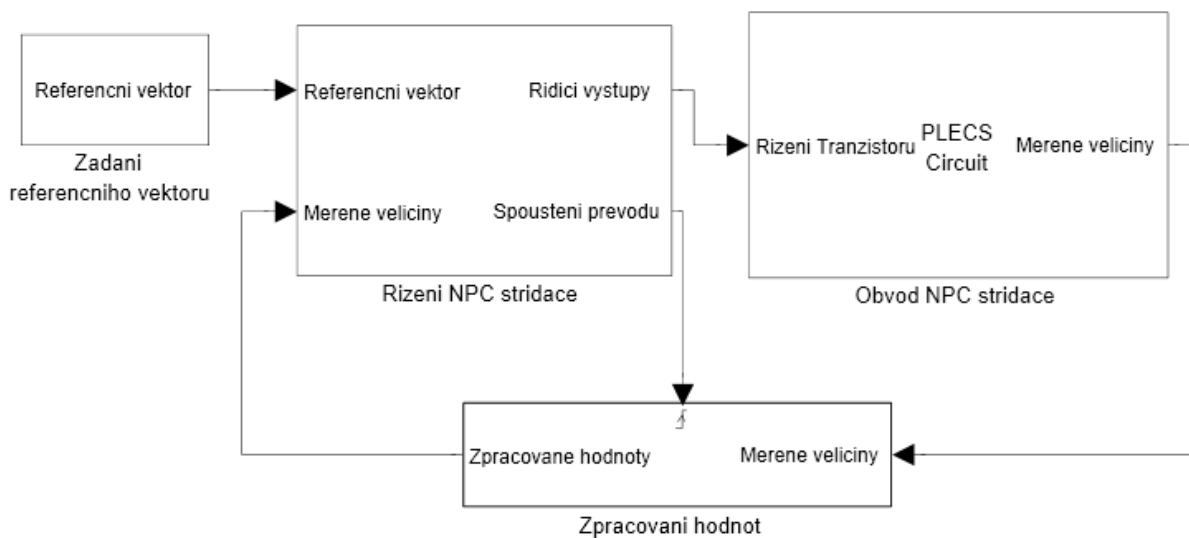 Referencni vektor
Zadani
referencniho vektoru
Referencni vektor
Ridici vystupy
Merene veliciny
Spousteni prevodu
Rizeni NPC stridace
Rizeni Tranzistoru
PLECS
Circuit
Merene veliciny
Obvod NPC stridace
Zpracovane hodnoty
Merene veliciny
Zpracovani hodnot